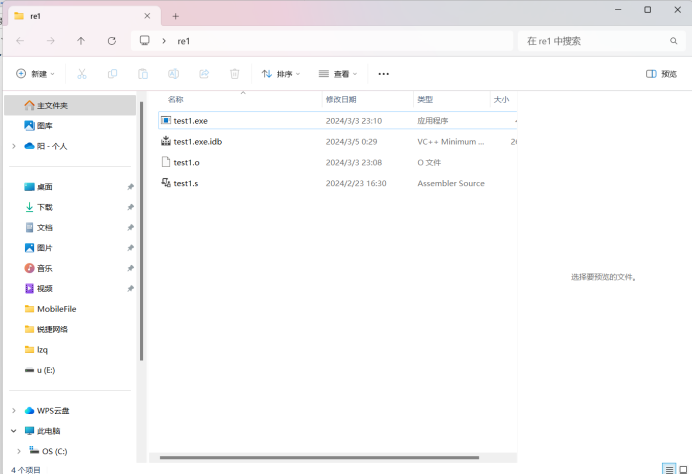 re1
re1
在 re1 中搜索
新建
排序
查看
预览
名称 修改日期 类型 大小
test1.exe 2024/3/3 23:10 应用程序
test1.exe.idb 2024/3/5 0:29 VC++ Minimum ...
test1.o 2024/3/3 23:08 O 文件
test1.s 2024/2/23 16:30 Assembler Source
主文件夹
图库
阳 - 个人
桌面
下载
文档
图片
音乐
视频
MobileFile
锐捷网络
lzq
u (E:)
WPS云盘
此电脑
OS (C:)
选择要预览的文件。
4 个项目